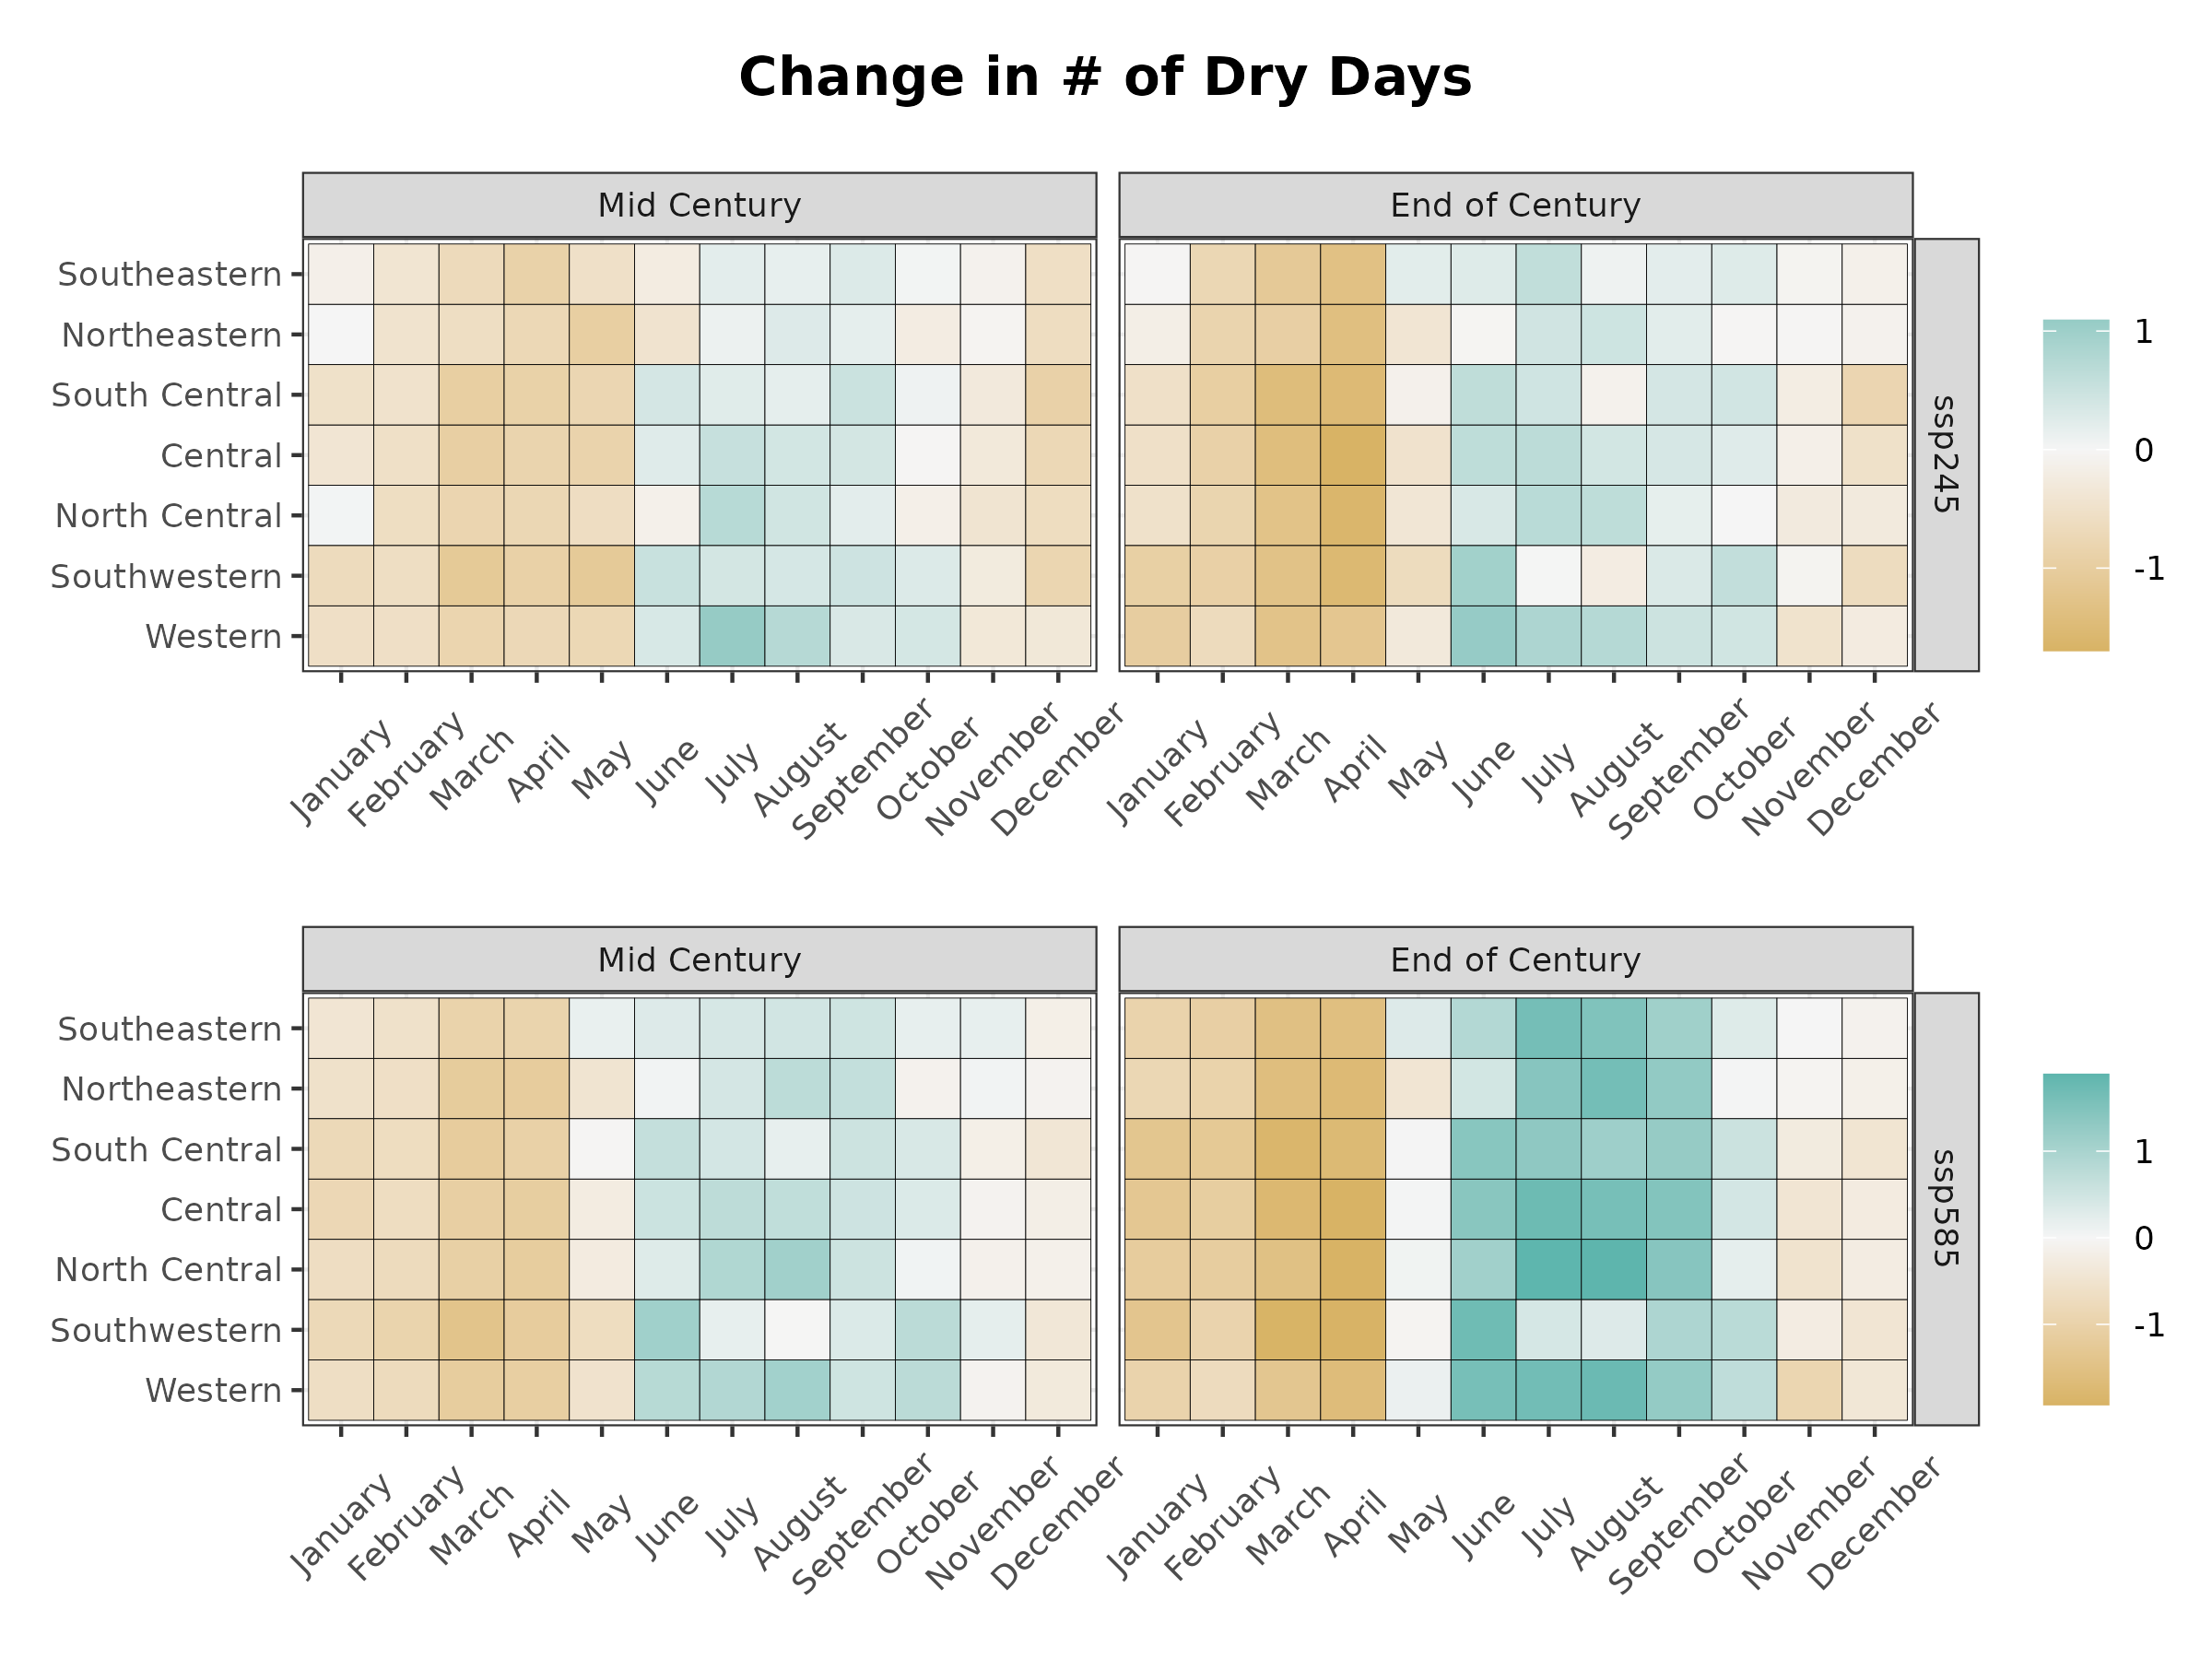 Change in # of Dry Days
Mid Century
End of Century
Southeastern
Northeastern
South Central
Central
North Central
Southwestern
Western
ssp245
1
0
-1
January
February
March
April
May
June
July
August
September
October
November
December
January
February
March
April
May
June
July
August
September
October
November
December
Mid Century
End of Century
Southeastern
Northeastern
South Central
Central
North Central
Southwestern
Western
ssp585
1
0
-1
January
February
March
April
May
June
July
August
September
October
November
December
January
February
March
April
May
June
July
August
September
October
November
December